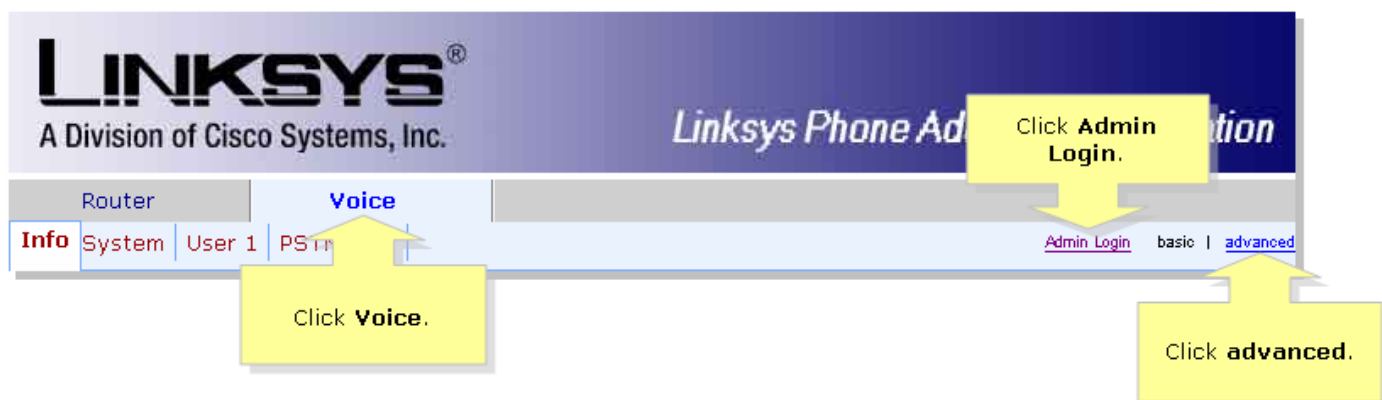 LINKSYS®
A Division of Cisco Systems, Inc.
Linksys Phone Ad
Click Admin
Login.
Router
Voice
Info System User 1
Admin Login basic | advanced
Click Voice.
Click advanced.